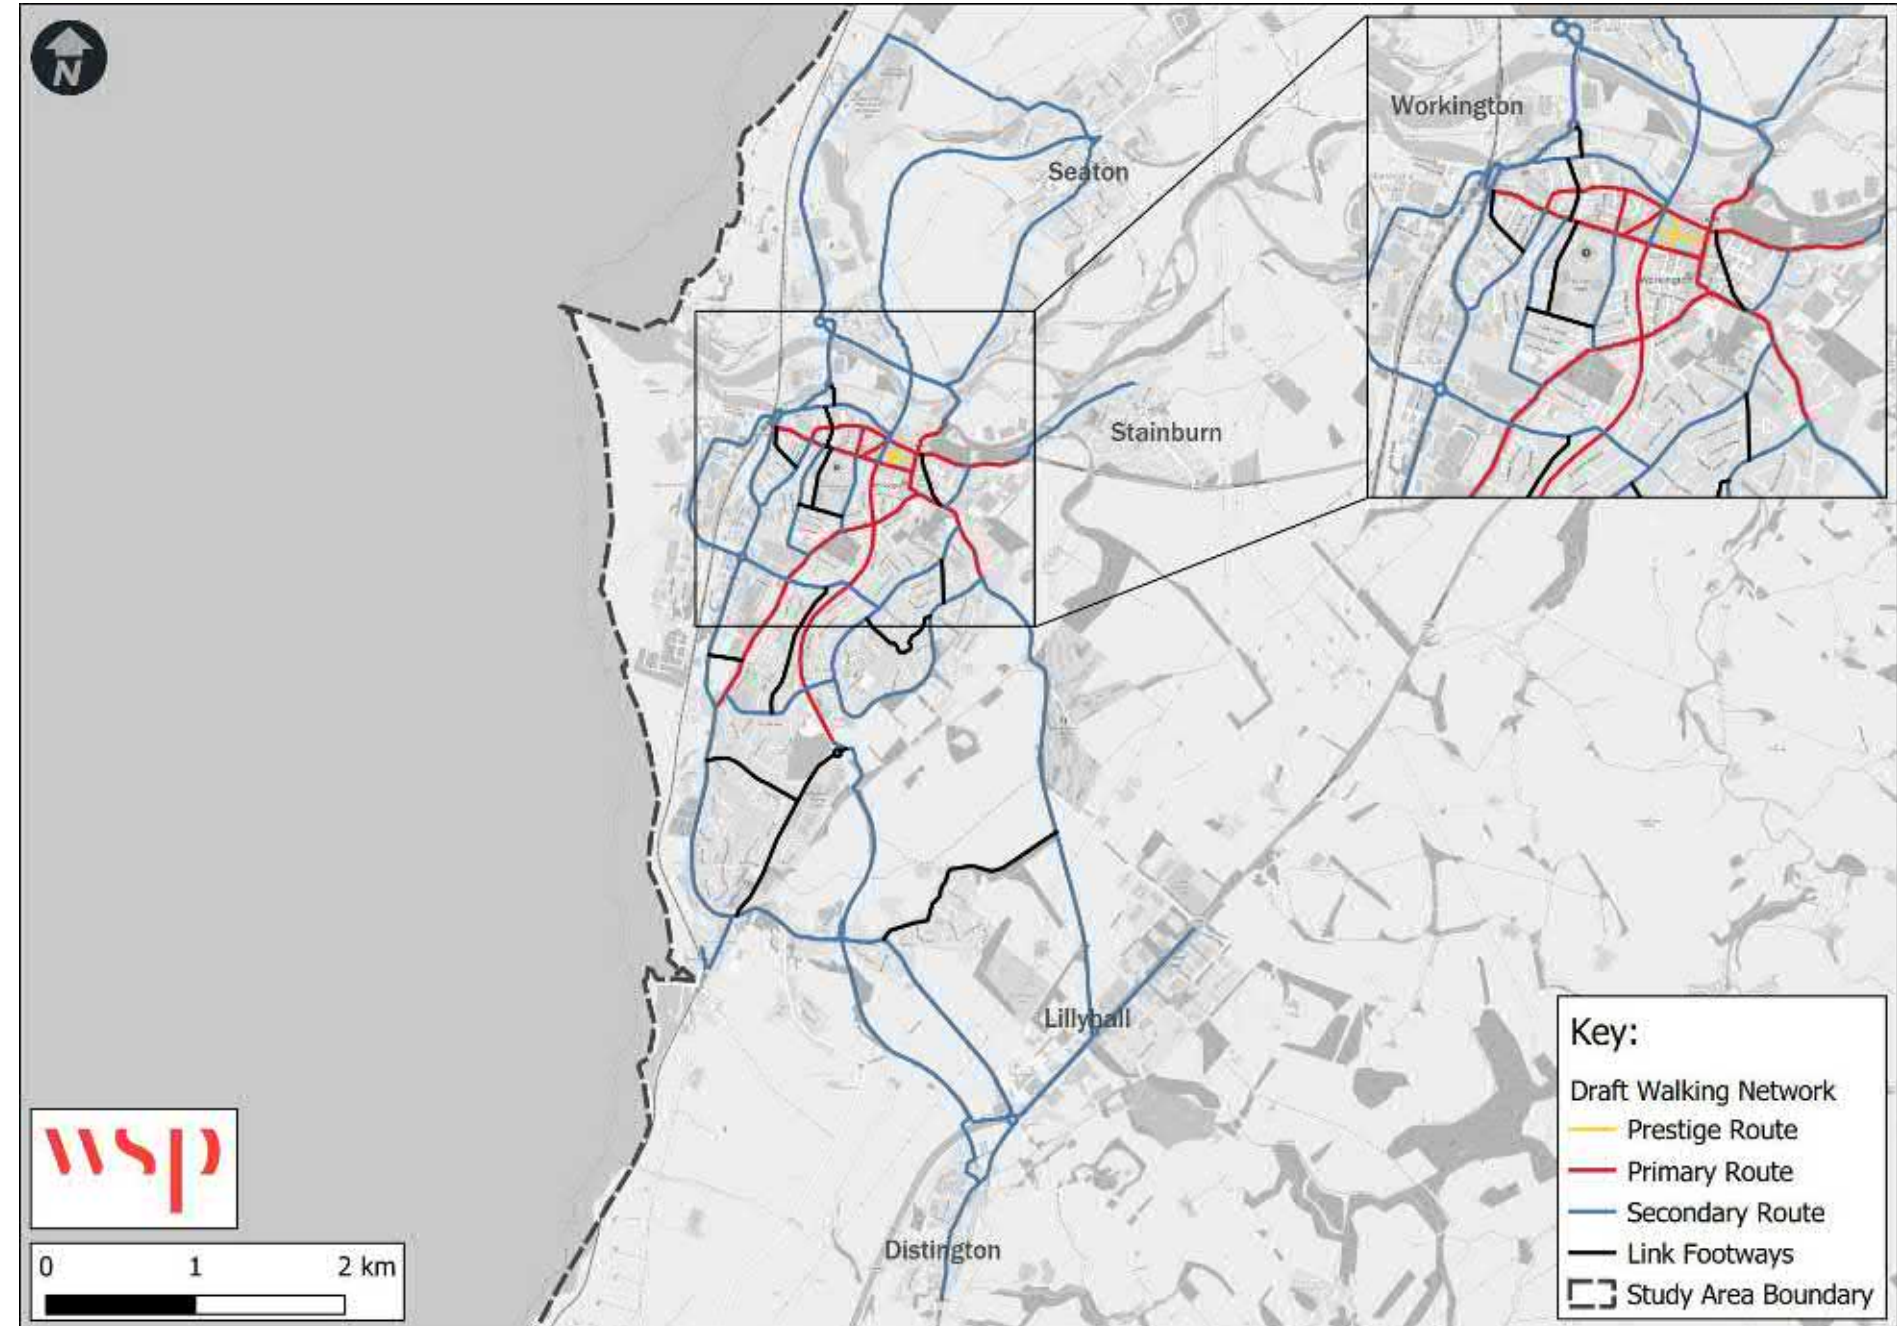 N
Workington
Seaton
Stainburn
Workington
Lillyhall
Distington
wsp
0 1 2 km
Key:
Draft Walking Network
Prestige Route
Primary Route
Secondary Route
Link Footways
Study Area Boundary